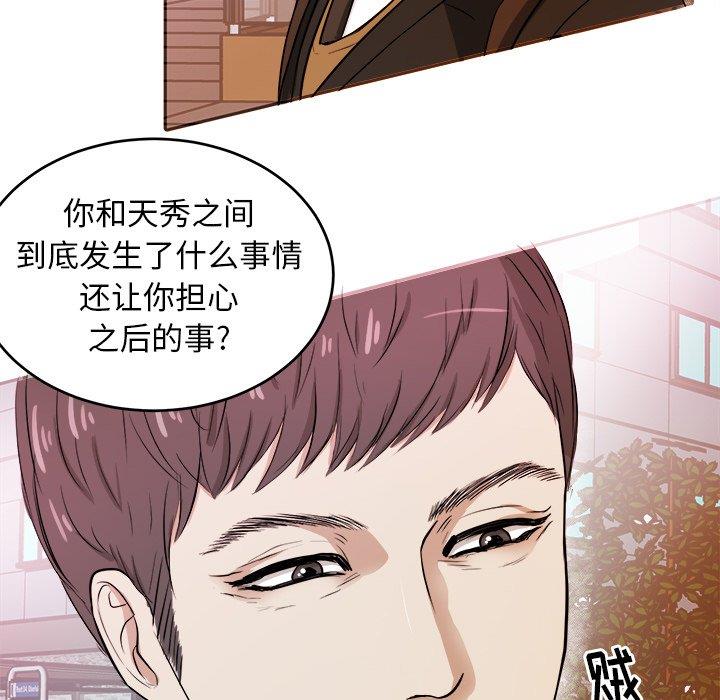 你和天秀之间
到底发生了什么事情
还让你担心
之后的事?
贼